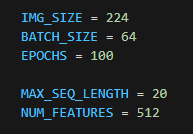 IMG_SIZE = 224
BATCH_SIZE = 64
EPOCHS = 100
MAX_SEQ_LENGTH = 20
NUM_FEATURES = 512